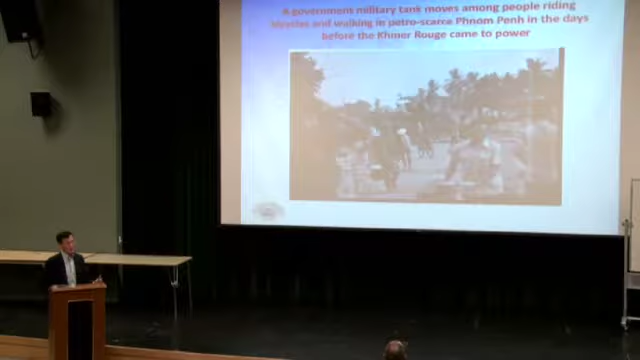 A government military tank moves among people riding
bicycles and walking in petro-scarce Phnom Penh in the days
before the Khmer Rouge came to power